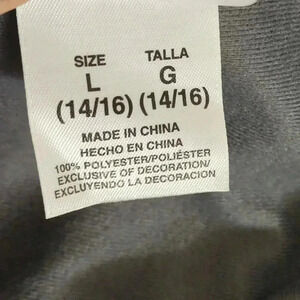 SIZE TALLA
L G
(14/16) (14/16)
MADE IN CHINA
HECHO EN CHINA
100% POLYESTER/POLIÉSTER
EXCLUSIVE OF DECORATION/
EXCLUYENDO LA DECORACION